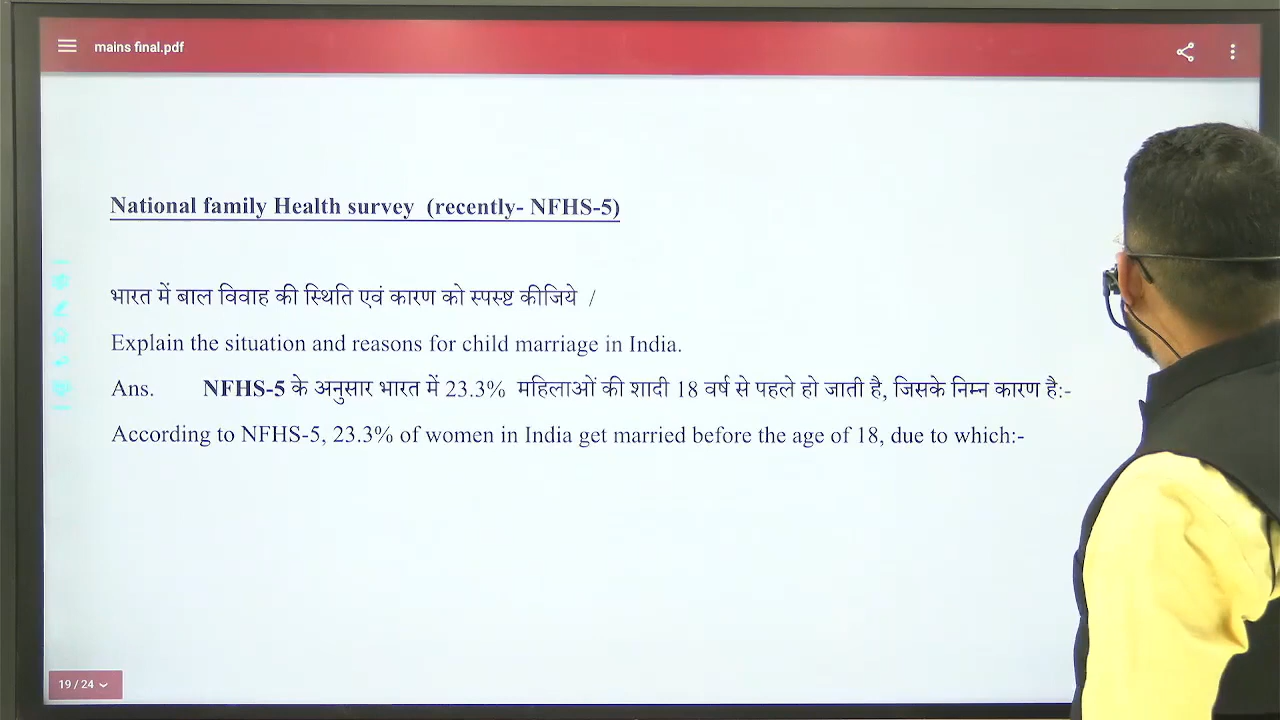 mains final.pdf
National family Health survey (recently- NFHS-5)
भारत में बाल विवाह की स्थिति एवं कारण को स्पस्ष्ट कीजिये /
Explain the situation and reasons for child marriage in India.
Ans. NFHS-5 के अनुसार भारत में 23.3% महिलाओं की शादी 18 वर्ष से पहले हो जाती है, जिसके निम्न कारण है:-
According to NFHS-5, 23.3% of women in India get married before the age of 18, due to which:-
19 / 24